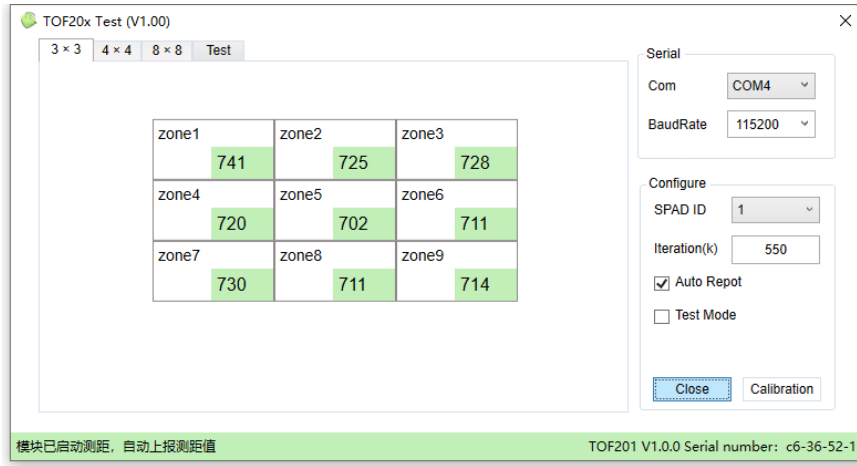 TOF20x Test (V1.00)
3 × 3 4 × 4 8 × 8 Test
zone1 zone2 zone3
741 725 728
zone4 zone5 zone6
720 702 711
zone7 zone8 zone9
730 711 714
Serial
Com COM4
BaudRate 115200
Configure
SPAD ID 1
Iteration(k) 550
Auto Repot
Test Mode
Close Calibration
模块已启动测距，自动上报测距值 TOF201 V1.0.0 Serial number: c6-36-52-1